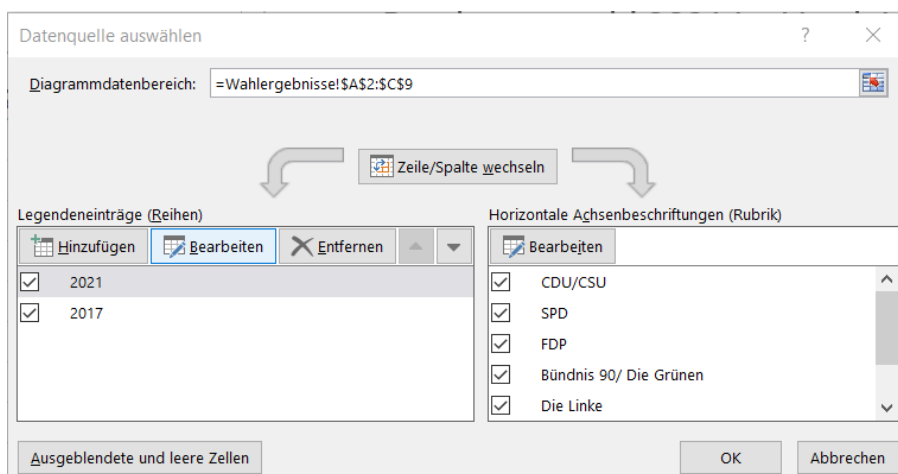 Datenquelle auswählen ?
Diagrammdatenbereich: =Wahlergebnisse!$A$2:$C$9
Zeile/Spalte wechseln
Legendeneinträge (Reihen)
Hinzufügen Bearbeiten Entfernen
2021
2017
Horizontale Achsenbeschriftungen (Rubrik)
Bearbeiten
CDU/CSU
SPD
FDP
Bündnis 90/ Die Grünen
Die Linke
Ausgeblendete und leere Zellen
OK Abbrechen